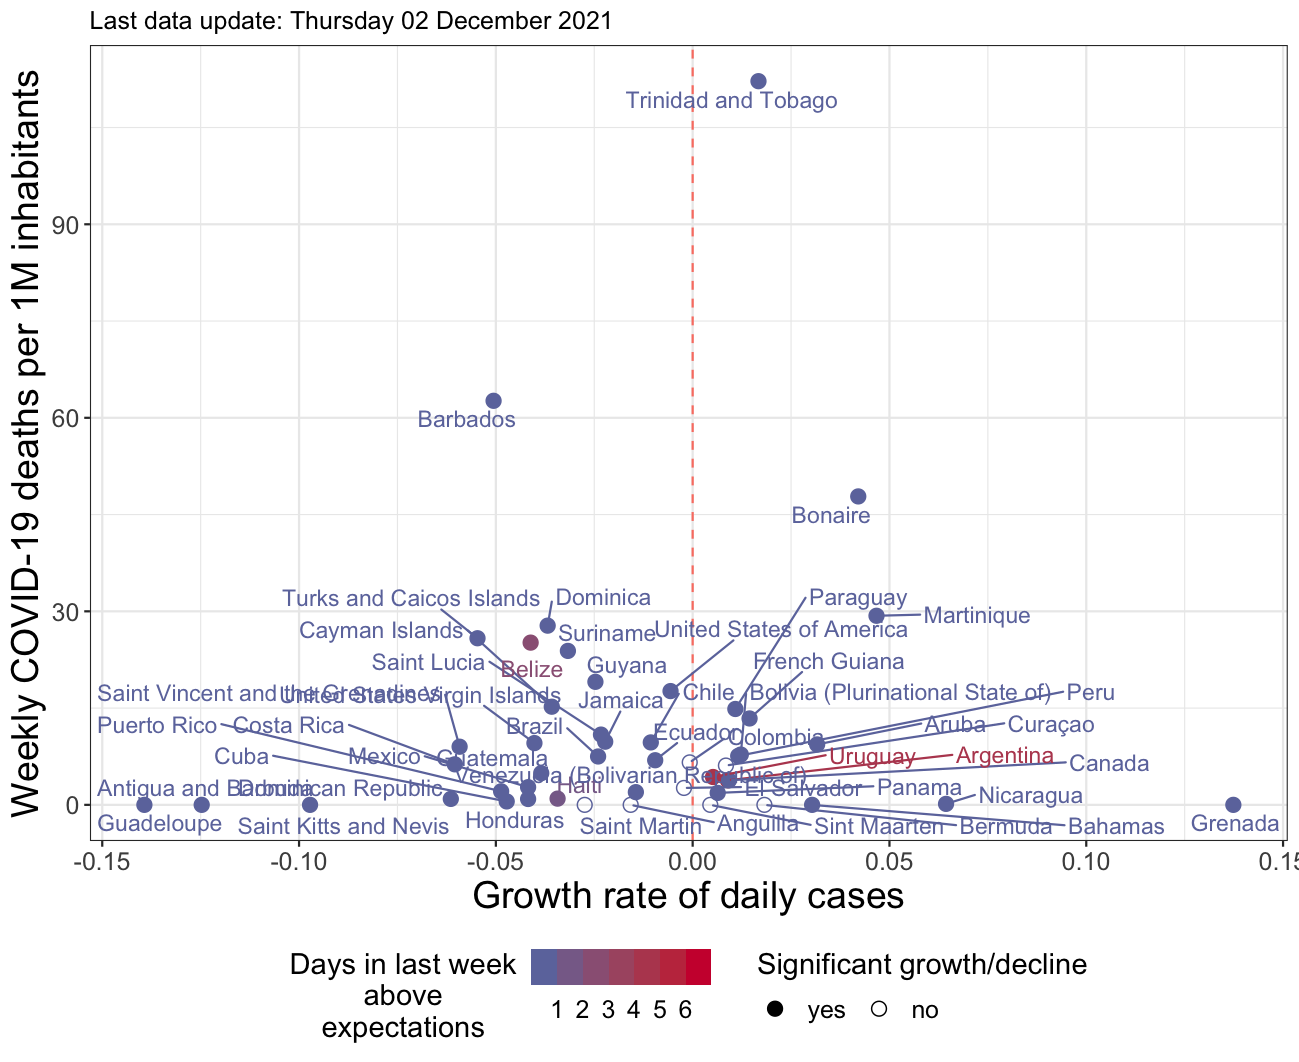 Last data update: Thursday 02 December 2021
Weekly COVID-19 deaths per 1M inhabitants
90
60
30
0
Trinidad and Tobago
Barbados
Bonaire
Turks and Caicos Islands
Dominica
Paraguay
Martinique
Cayman Islands
Suriname
United States of America
Saint Lucia
Belize
Guyana
French Guiana
Saint Vincent and the Grenadines
United States Virgin Islands
Jamaica
Chile
Bolivia (Plurinational State of)
Peru
Puerto Rico
Costa Rica
Brazil
Ecuador
Colombia
Aruba
Curaçao
Cuba
Mexico
Guatemala
Uruguay
Argentina
Canada
Venezuela (Bolivarian Republic of)
Antigua and Barbuda
Dominican Republic
Haiti
El Salvador
Panama
Nicaragua
Guadeloupe
Saint Kitts and Nevis
Honduras
Saint Martin
Anguilla
Sint Maarten
Bermuda
Bahamas
Grenada
-0.15
-0.10
-0.05
0.00
0.05
0.10
0.15
Growth rate of daily cases
Days in last week
above
expectations
1 2 3 4 5 6
Significant growth/decline
yes
no